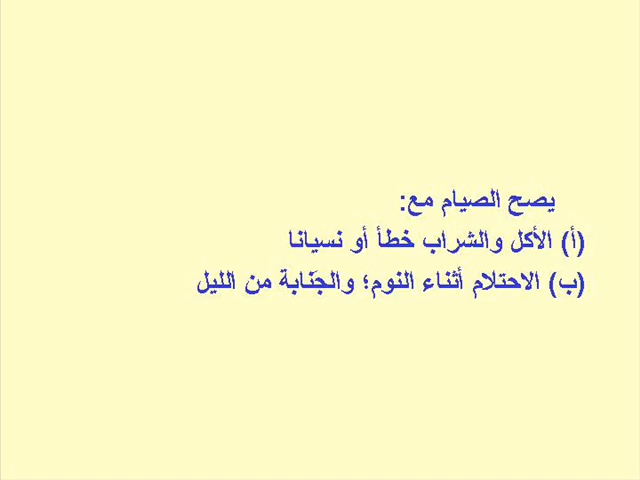 يصح الصيام مع:
(أ) الأكل والشراب خطأ أو نسيانا
(ب) الاحتلام أثناء النوم؛ والجَنابة من الليل